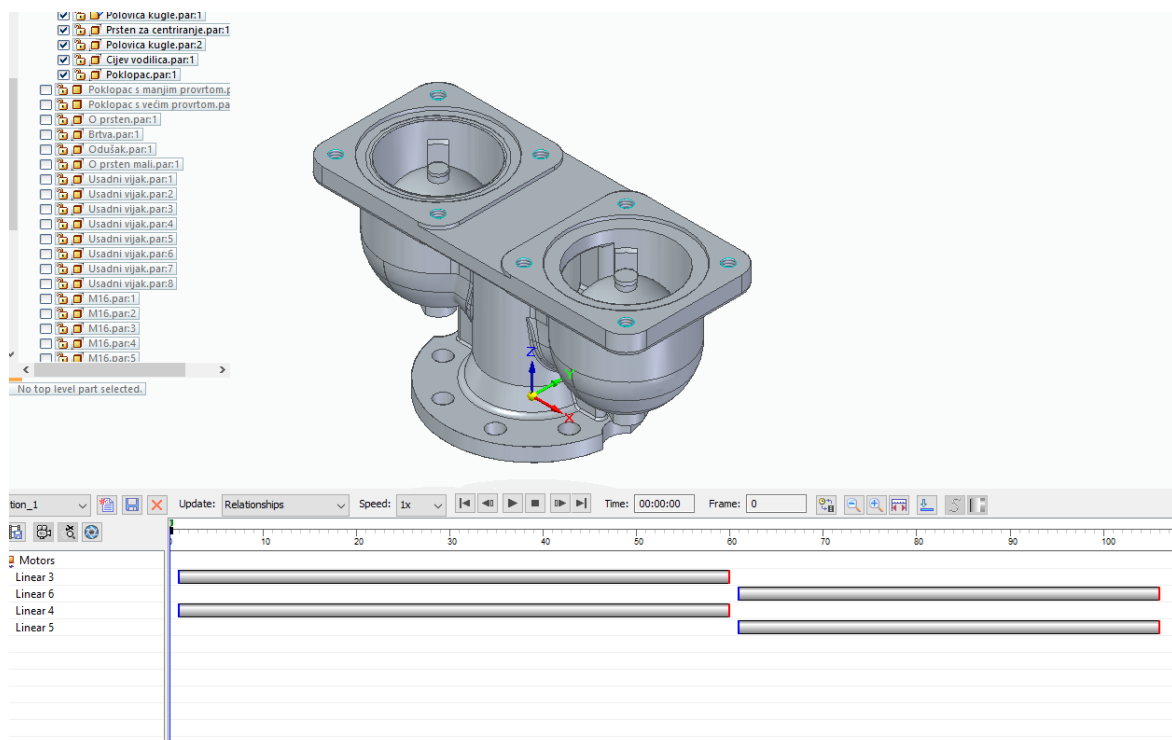 Polovica kugle.par:1
Prsten za centriranje.par:1
Polovica kugle.par:2
Cijev vodilica.par:1
Poklopac.par:1
Poklopac s manjim provrtom.p
Poklopac s većim provrtom.pa
O prsten.par:1
Brtva.par:1
Odušak.par:1
O prsten mali.par:1
Usadni vijak.par:1
Usadni vijak.par:2
Usadni vijak.par:3
Usadni vijak.par:4
Usadni vijak.par:5
Usadni vijak.par:6
Usadni vijak.par:7
Usadni vijak.par:8
M16.par:1
M16.par:2
M16.par:3
M16.par:4
M16.par:5
No top level part selected.
Z
Y
X
tion_1 Update: Relationships Speed: 1x Time: 00:00:00 Frame: 0
1
10 20 30 40 50 60 70 80 90 100
Motors
Linear 3
Linear 6
Linear 4
Linear 5